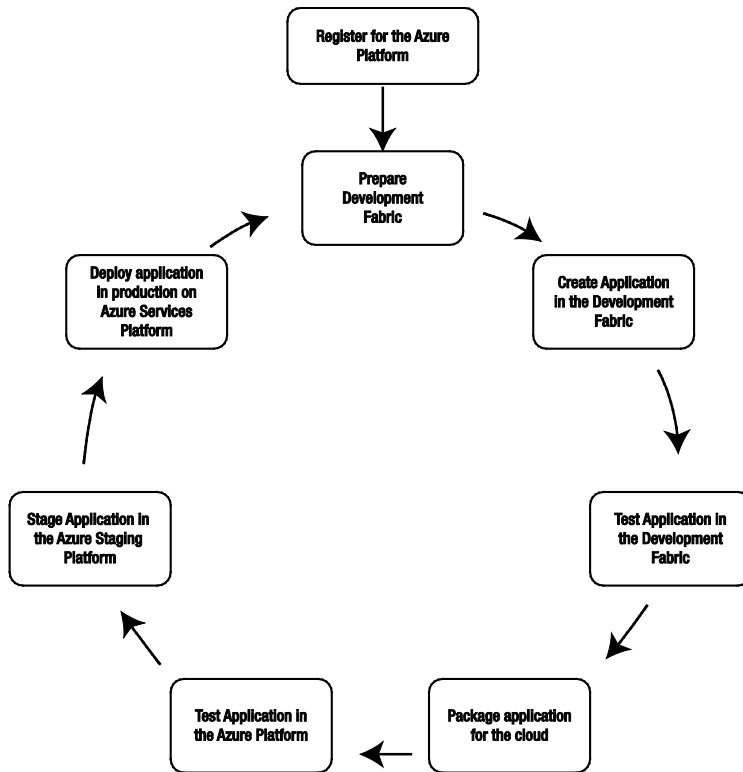 Register for the Azure
Platform
Prepare
Development
Fabric
Create Application
in the Development
Fabric
Test Application in
the Development
Fabric
Package application
for the cloud
Test Application in
the Azure Platform
Stage Application in
the Azure Staging
Platform
Deploy application
in production on
Azure Services
Platform